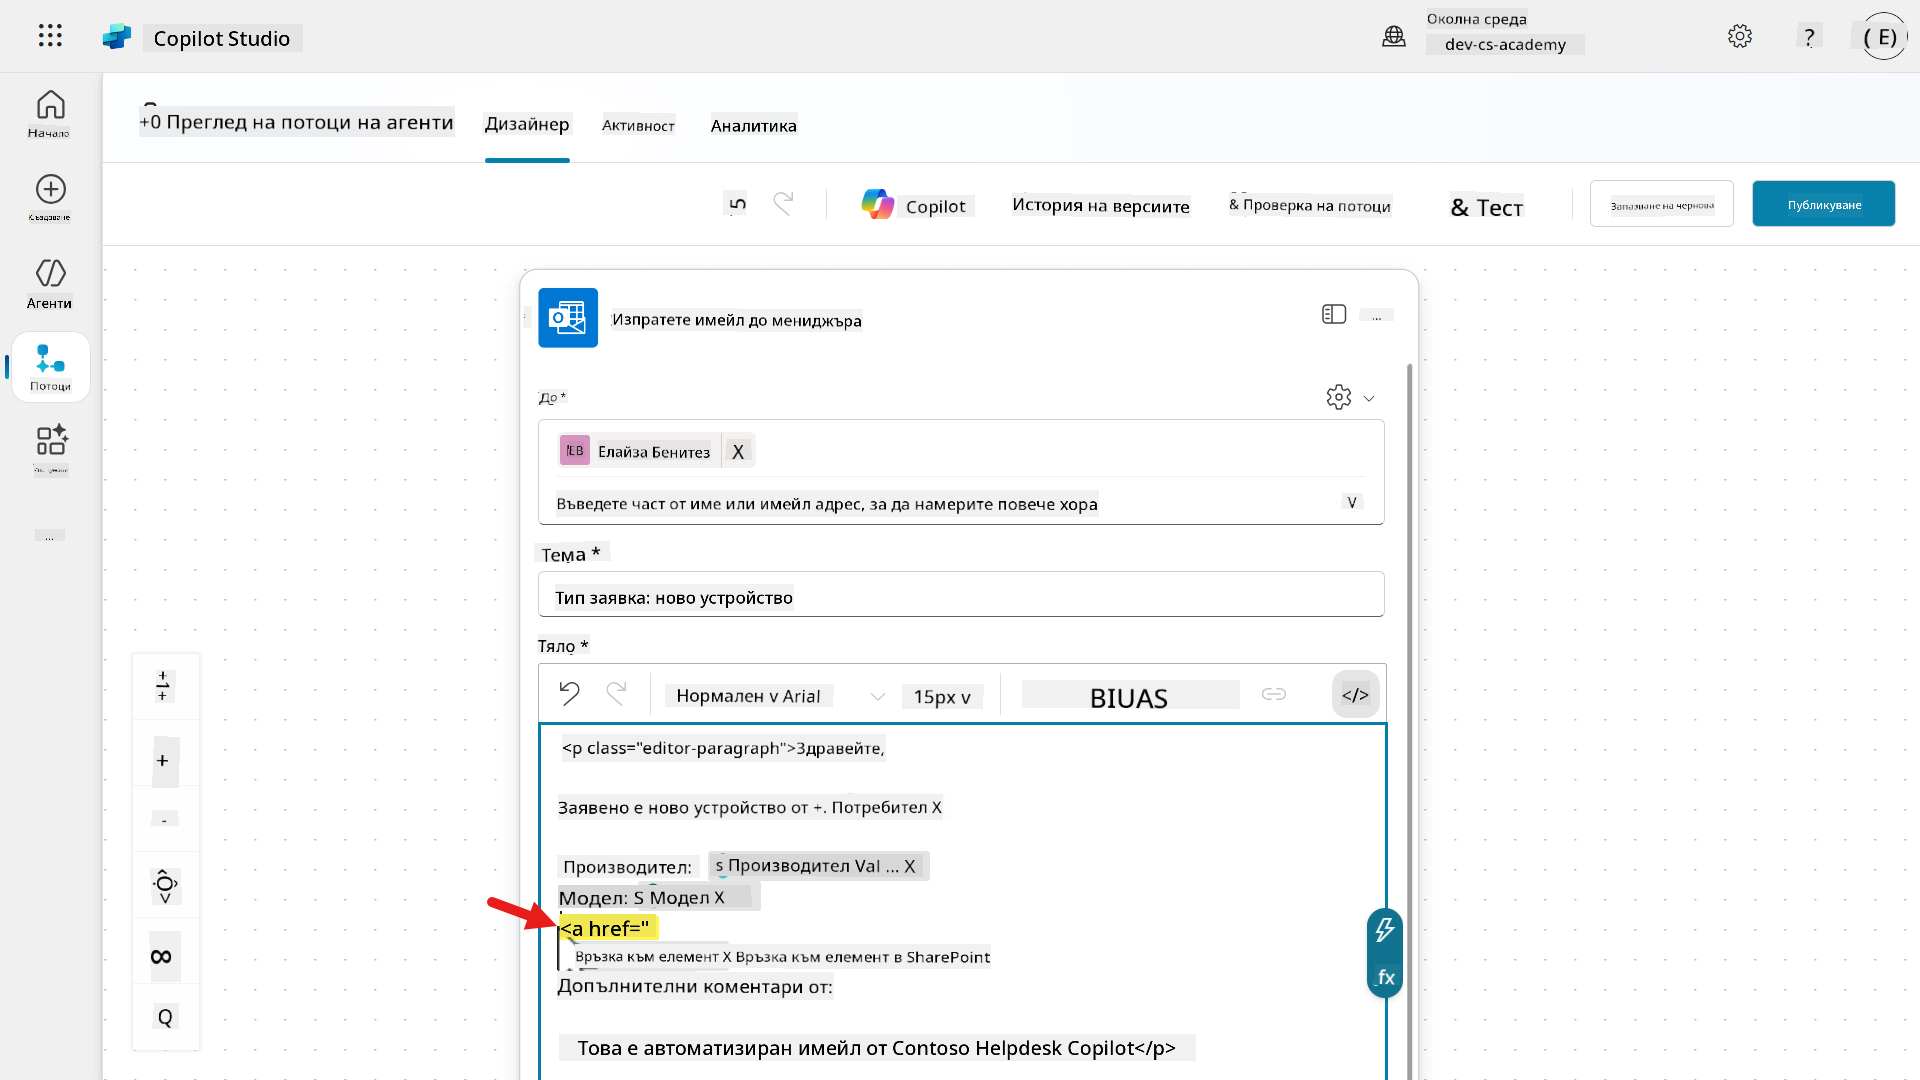 Copilot Studio
Околна среда
dev-cs-academy
?
( E)
Начало
Създаване
Агенти
Потоци
...
+0 Преглед на потоци на агенти
Дизайнер
Активност
Аналитика
Copilot
История на версиите
& Проверка на потоци
& Тест
Запазване на чернова
Публикуване
Изпратете имейл до мениджъра
...
До *
ЕВ Елайза Бенитез X
Въведете част от име или имейл адрес, за да намерите повече хора
V
Тема *
Тип заявка: ново устройство
Тяло *
Нормален v Arial
15px v
BIUAS
</>
<p class="editor-paragraph">Здравейте,
Заявено е ново устройство от +. Потребител X
Производител: s Производител Val ... X
Модел: S Модел X
<a href="
Връзка към елемент X Връзка към елемент в SharePoint
Допълнителни коментари от:
Това е автоматизиран имейл от Contoso Helpdesk Copilot</p>
fx
+
-
Q